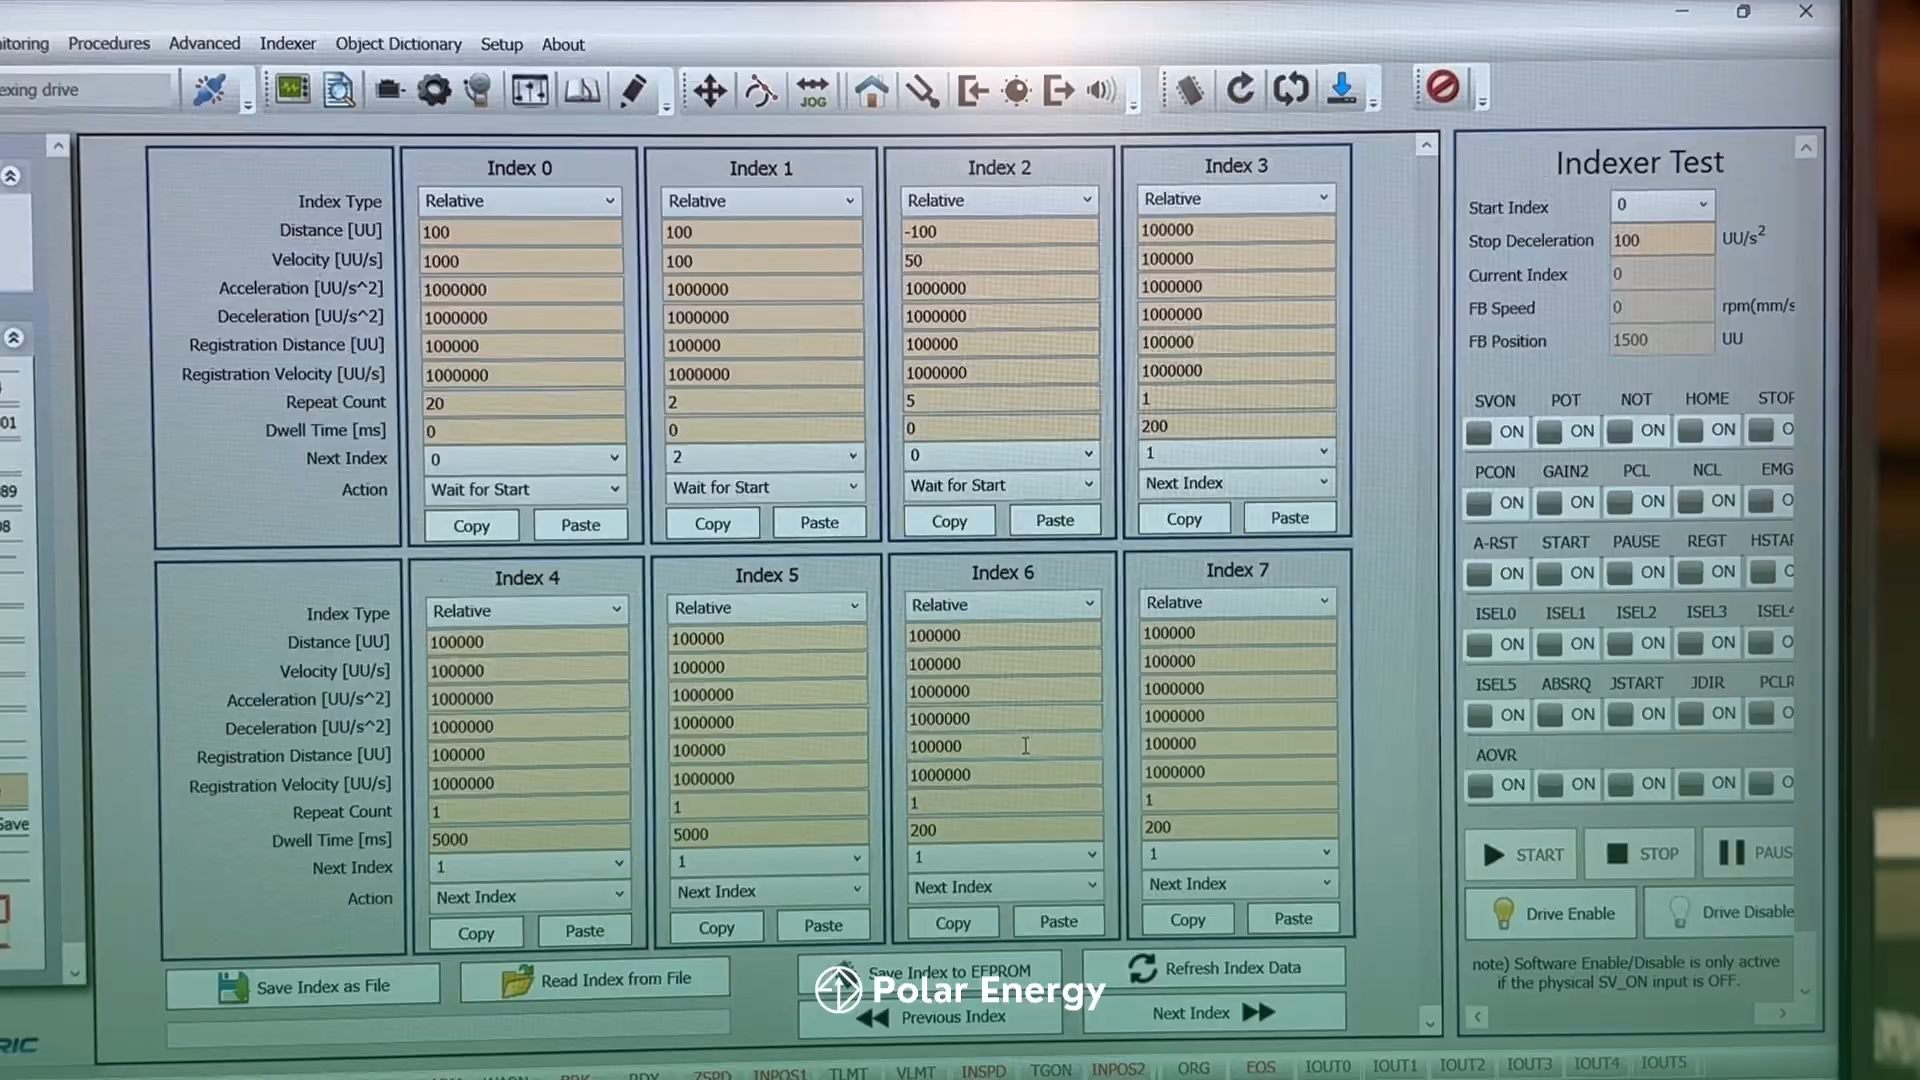 itoring Procedures Advanced Indexer Object Dictionary Setup About
exing drive
JOG
Index 0 Index 1 Index 2 Index 3
Index Type Relative Relative Relative Relative
Distance [UU] 100 100 -100 100000
Velocity [UU/s] 1000 100 50 100000
Acceleration [UU/s^2] 1000000 1000000 1000000 1000000
Deceleration [UU/s^2] 1000000 1000000 1000000 1000000
Registration Distance [UU] 100000 100000 100000 100000
Registration Velocity [UU/s] 1000000 1000000 1000000 1000000
Repeat Count 20 2 5 1
Dwell Time [ms] 0 0 0 200
Next Index 0 2 0 1
Action Wait for Start Wait for Start Wait for Start Next Index
Copy Paste Copy Paste Copy Paste Copy Paste
Index 4 Index 5 Index 6 Index 7
Index Type Relative Relative Relative Relative
Distance [UU] 100000 100000 100000 100000
Velocity [UU/s] 100000 100000 100000 100000
Acceleration [UU/s^2] 1000000 1000000 1000000 1000000
Deceleration [UU/s^2] 1000000 1000000 1000000 1000000
Registration Distance [UU] 100000 100000 100000 100000
Registration Velocity [UU/s] 1000000 1000000 1000000 1000000
Repeat Count 1 1 1 1
Dwell Time [ms] 5000 5000 200 200
Next Index 1 1 1 1
Action Next Index Next Index Next Index Next Index
Copy Paste Copy Paste Copy Paste Copy Paste
Save Index as File Read Index from File Save Index to EEPROM Refresh Index Data
Previous Index Next Index
Polar Energy
Indexer Test
Start Index 0
Stop Deceleration 100 UU/s2
Current Index 0
FB Speed 0 rpm(mm/s
FB Position 1500 UU
SVON POT NOT HOME STOP
ON ON ON ON O
PCON GAIN2 PCL NCL EMG
ON ON ON ON O
A-RST START PAUSE REGT HSTAR
ON ON ON ON O
ISEL0 ISEL1 ISEL2 ISEL3 ISEL4
ON ON ON ON O
ISEL5 ABSRQ JSTART JDIR PCLR
ON ON ON ON O
AOVR
ON ON ON ON O
START STOP PAUS
Drive Enable Drive Disable
note) Software Enable/Disable is only active
if the physical SV_ON input is OFF.
01
89
08
Save
RIC
ZSPD INPOS1 TLMT VLMT INSPD TGON INPOS2 ORG EOS IOUT0 IOUT1 IOUT2 IOUT3 IOUT4 IOUT5